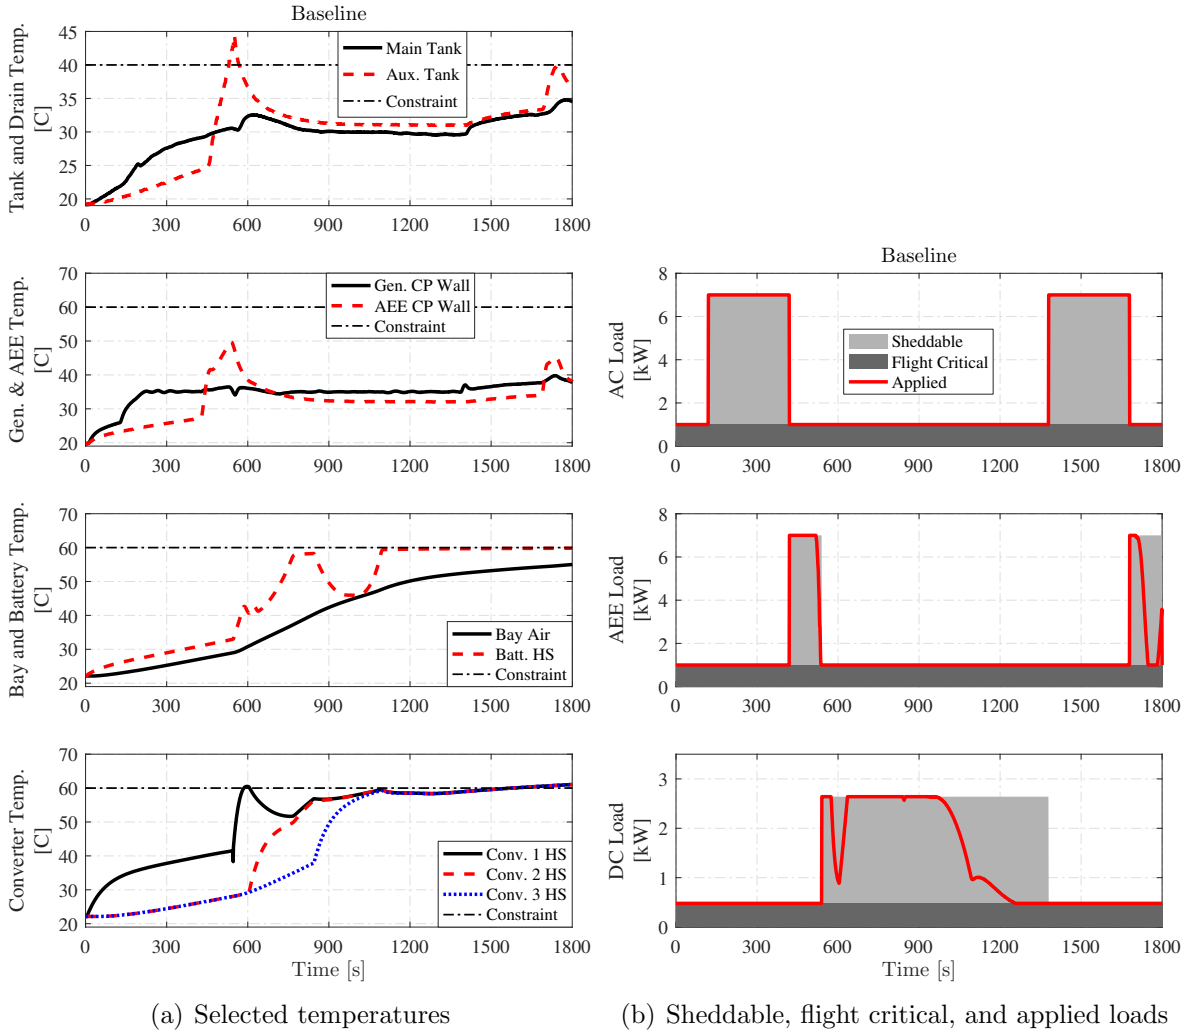 Baseline
Tank and Drain Temp.
[C]
45
40
35
30
25
20
Main Tank
Aux. Tank
Constraint
0 300 600 900 1200 1500 1800
Gen. & AEE Temp.
[C]
70
60
50
40
30
20
Gen. CP Wall
AEE CP Wall
Constraint
0 300 600 900 1200 1500 1800
Bay and Battery Temp.
[C]
70
60
50
40
30
20
Bay Air
Batt. HS
Constraint
0 300 600 900 1200 1500 1800
Converter Temp.
[C]
70
60
50
40
30
20
Conv. 1 HS
Conv. 2 HS
Conv. 3 HS
Constraint
0 300 600 900 1200 1500 1800
Time [s]
(a) Selected temperatures
Baseline
AC Load
[kW]
8
6
4
2
0
Sheddable
Flight Critical
Applied
0 300 600 900 1200 1500 1800
AEE Load
[kW]
8
6
4
2
0
0 300 600 900 1200 1500 1800
DC Load
[kW]
3
2
1
0
0 300 600 900 1200 1500 1800
Time [s]
(b) Sheddable, flight critical, and applied loads